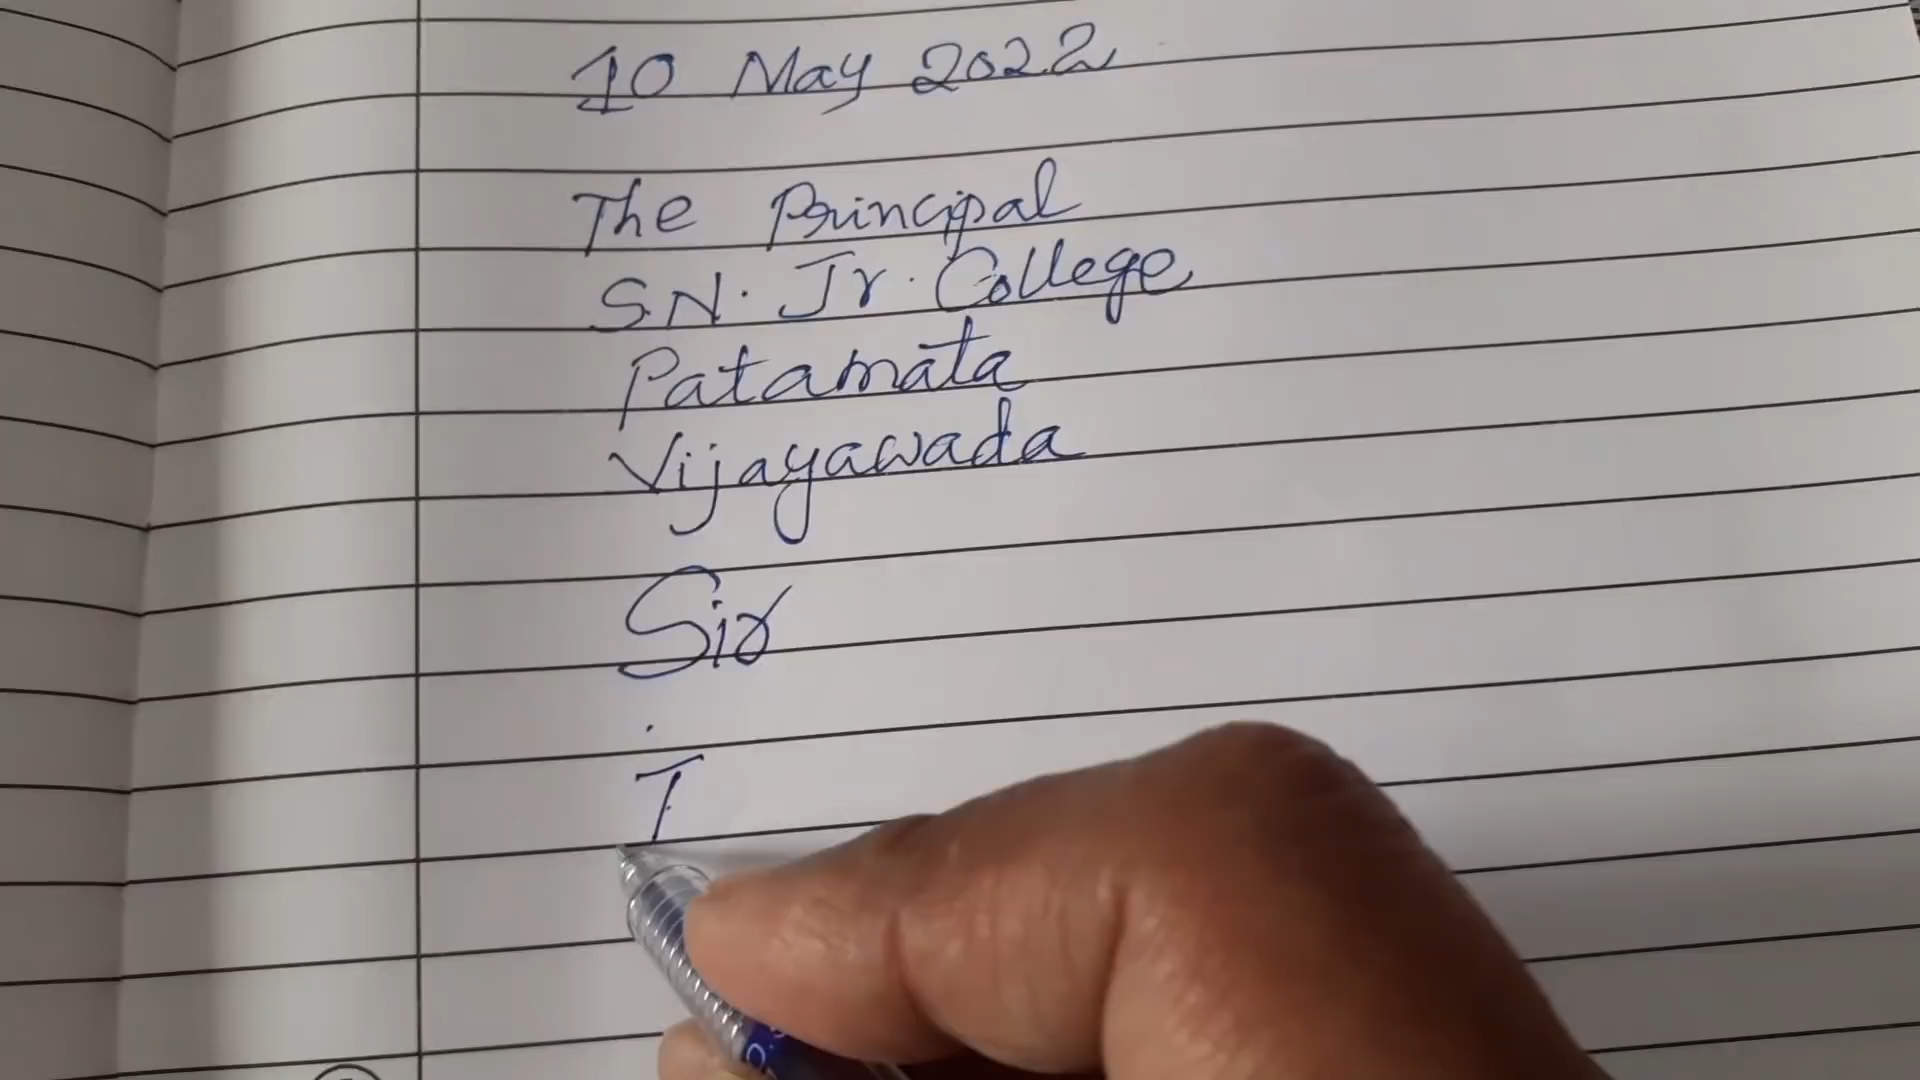 10 May 2022
The Principal
S.N. Jr. College
Patamata
Vijayawada
Sir